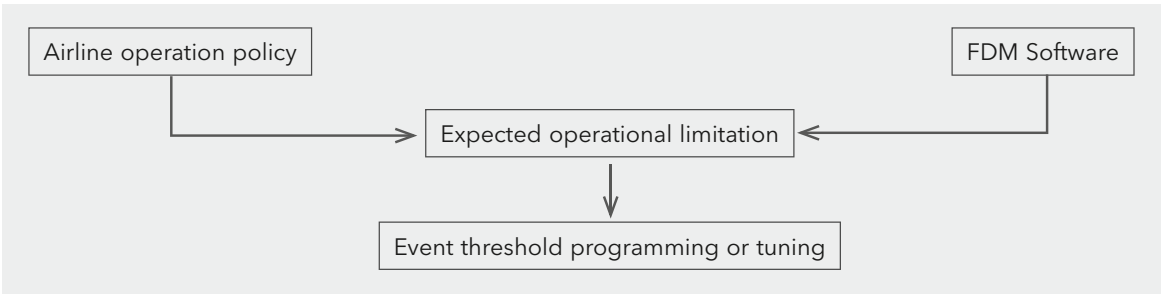 Airline operation policy
FDM Software
Expected operational limitation
Event threshold programming or tuning